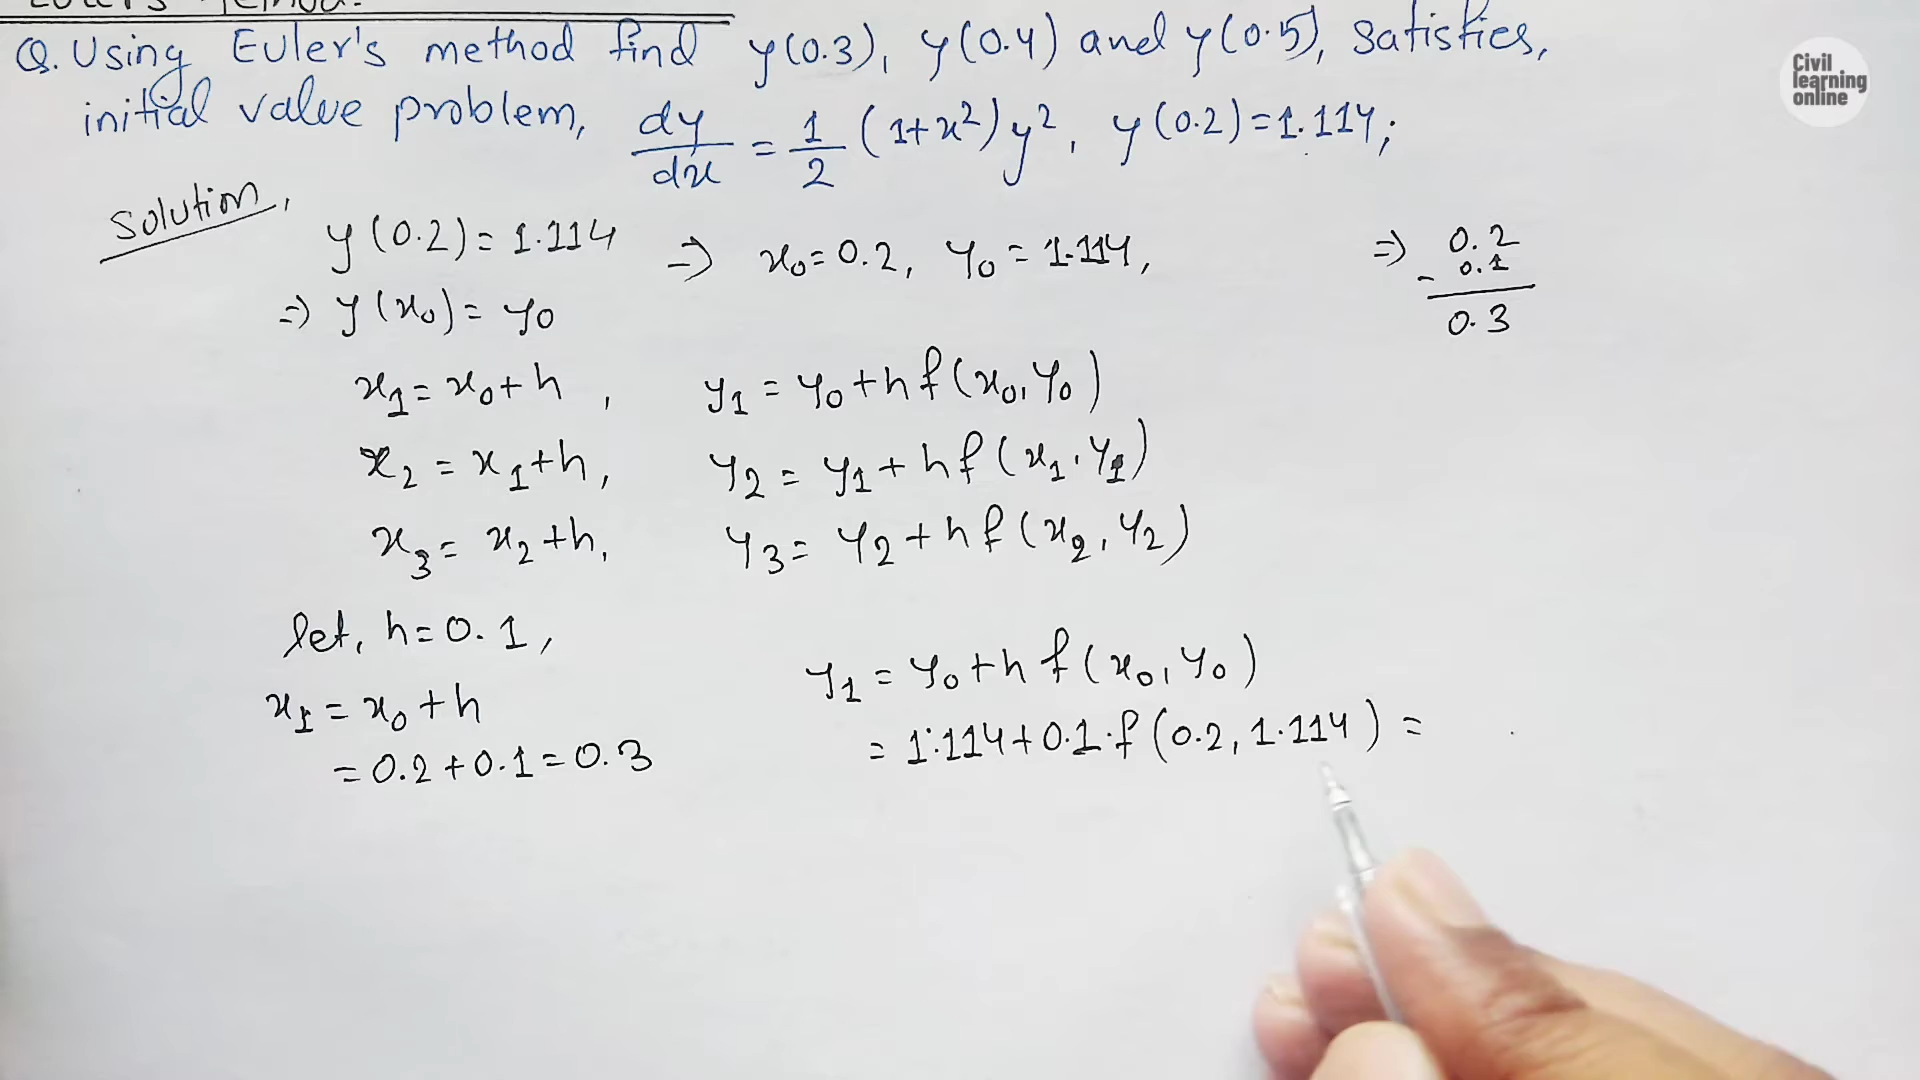 Euler's Method.
Q. Using Euler's method find y(0.3), y(0.4) and y(0.5), satisfies,
initial value problem, dy/dx = 1/2 (1+x²)y², y(0.2)=1.114;
Civil
learning
online
Solution,
y(0.2)=1.114 => x₀=0.2, y₀=1.114,
=> y(x₀)=y₀
=> 0.2
- 0.1
0.3
x₁=x₀+h, y₁=y₀+hf(x₀,y₀)
x₂=x₁+h, y₂=y₁+hf(x₁,y₁)
x₃=x₂+h, y₃=y₂+hf(x₂,y₂)
let, h=0.1,
x₁=x₀+h y₁=y₀+hf(x₀,y₀)
=0.2+0.1=0.3 =1.114+0.1·f(0.2,1.114)=